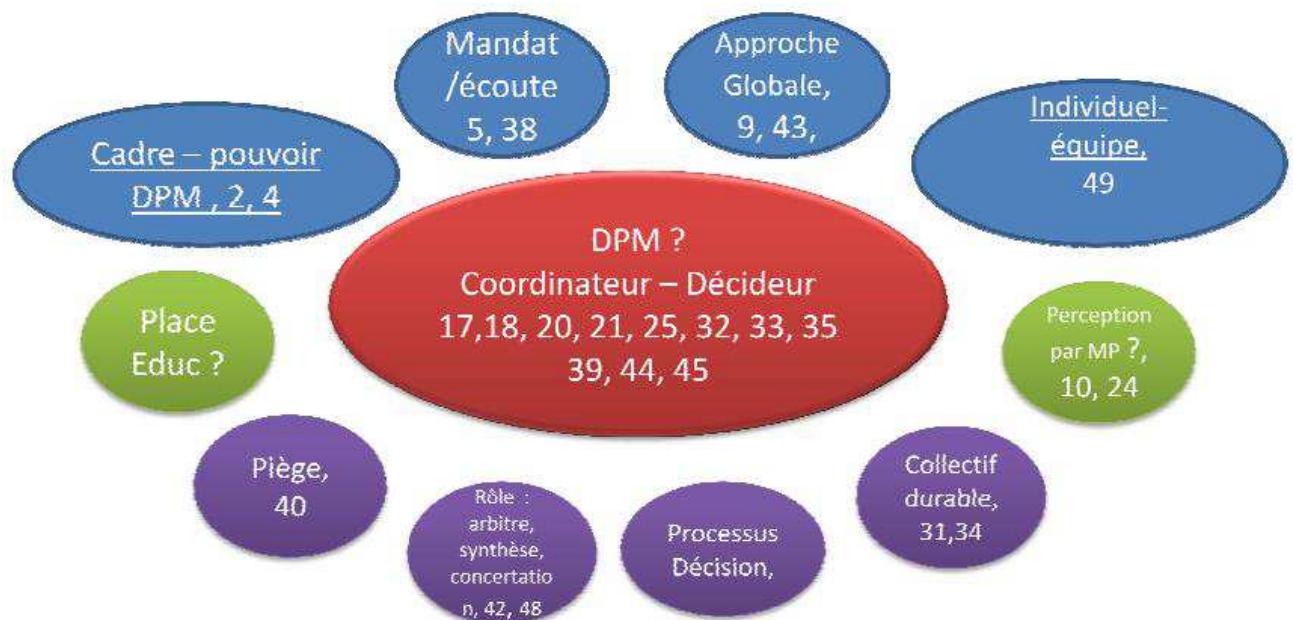 Mandat
/écoute
5, 38
Approche
Globale,
9, 43,
Cadre – pouvoir
DPM , 2, 4
Individuel-
équipe,
49
DPM ?
Coordinateur – Décideur
17,18, 20, 21, 25, 32, 33, 35
39, 44, 45
Place
Educ ?
Perception
par MP ?,
10, 24
Piège,
40
Rôle :
arbitre,
synthèse,
concertatio
n, 42, 48
Processus
Décision,
Collectif
durable,
31,34